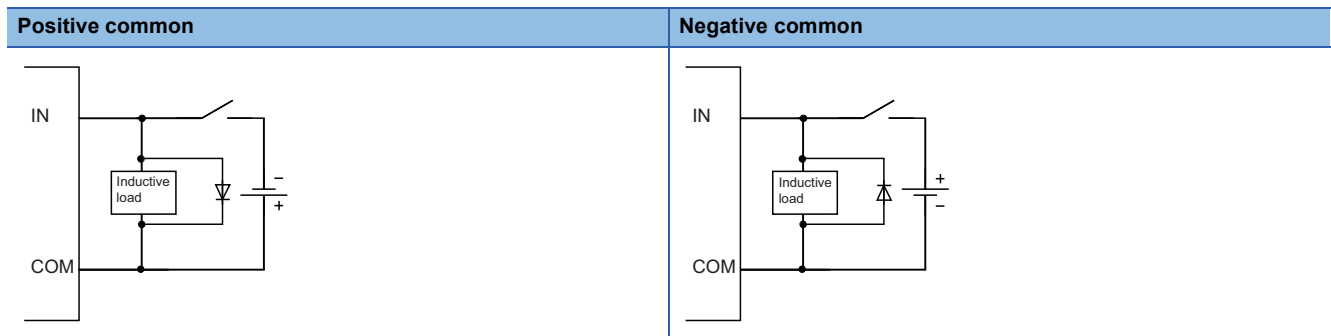 Positive common
Negative common
IN
Inductive
load
−
+
COM
IN
Inductive
load
+
−
COM